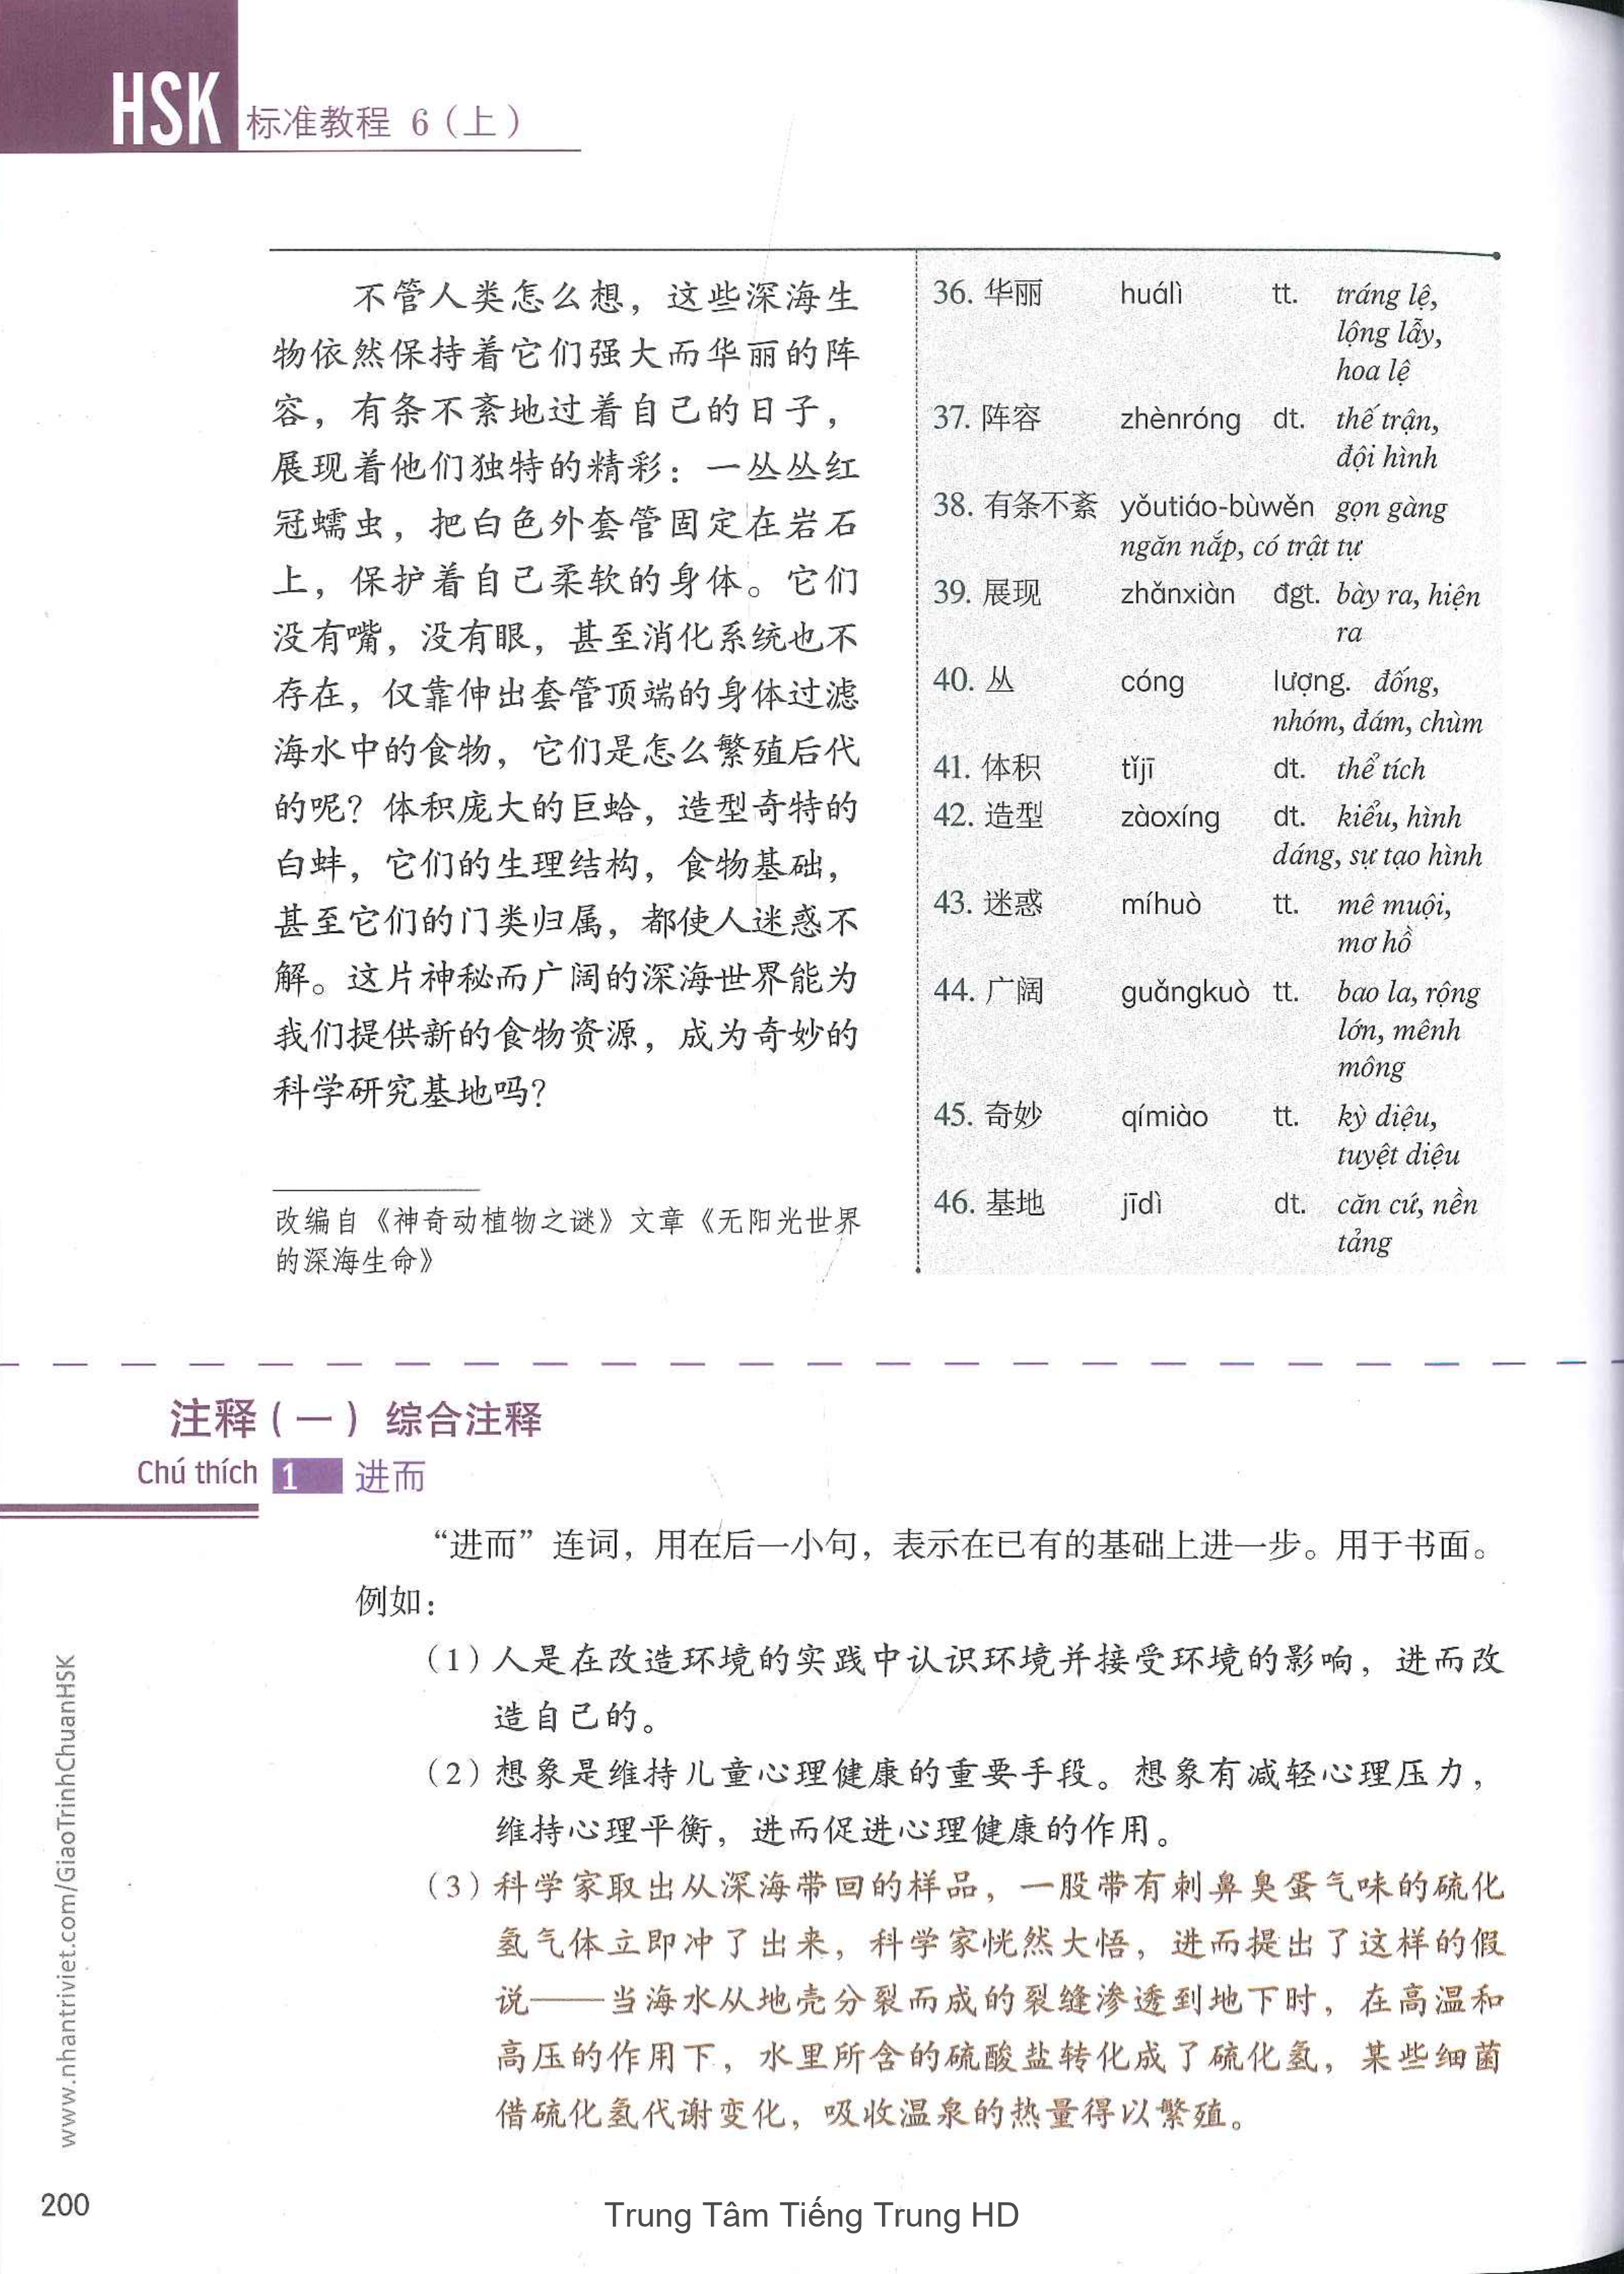 HSK 标准教程 6（上）
不管人类怎么想，这些深海生
物依然保持着它们强大而华丽的阵
容，有条不紊地过着自己的日子，
展现着他们独特的精彩：一丛丛红
冠蠕虫，把白色外套管固定在岩石
上，保护着自己柔软的身体。它们
没有嘴，没有眼，甚至消化系统也不
存在，仅靠伸出套管顶端的身体过滤
海水中的食物，它们是怎么繁殖后代
的呢？体积庞大的巨蛤，造型奇特的
白蚌，它们的生理结构，食物基础，
甚至它们的门类归属，都使人迷惑不
解。这片神秘而广阔的深海世界能为
我们提供新的食物资源，成为奇妙的
科学研究基地吗？
改编自《神奇动植物之谜》文章《无阳光世界
的深海生命》
36. 华丽 huálì tt. tráng lệ,
lộng lẫy,
hoa lệ
37. 阵容 zhènróng dt. thế trận,
đội hình
38. 有条不紊 yǒutiáo-bùwěn gọn gàng
ngăn nắp, có trật tự
39. 展现 zhǎnxiàn đgt. bày ra, hiện
ra
40. 丛 cóng lượng. đống,
nhóm, đám, chùm
41. 体积 tǐjī dt. thể tích
42. 造型 zàoxíng dt. kiểu, hình
dáng, sự tạo hình
43. 迷惑 míhuò tt. mê muội,
mơ hồ
44. 广阔 guǎngkuò tt. bao la, rộng
lớn, mênh
mông
45. 奇妙 qímiào tt. kỳ diệu,
tuyệt diệu
46. 基地 jīdì dt. căn cứ, nền
tảng
注释（一）综合注释
Chú thích 1 进而
“进而”连词，用在后一小句，表示在已有的基础上进一步。用于书面。
例如：
（1）人是在改造环境的实践中认识环境并接受环境的影响，进而改
造自己的。
（2）想象是维持儿童心理健康的重要手段。想象有减轻心理压力，
维持心理平衡，进而促进心理健康的作用。
（3）科学家取出从深海带回的样品，一股带有刺鼻臭蛋气味的硫化
氢气体立即冲了出来，科学家恍然大悟，进而提出了这样的假
说——当海水从地壳分裂而成的裂缝渗透到地下时，在高温和
高压的作用下，水里所含的硫酸盐转化成了硫化氢，某些细菌
借硫化氢代谢变化，吸收温泉的热量得以繁殖。
www.nhantriviet.com/GiaoTrinhChuanHSK
200
Trung Tâm Tiếng Trung HD